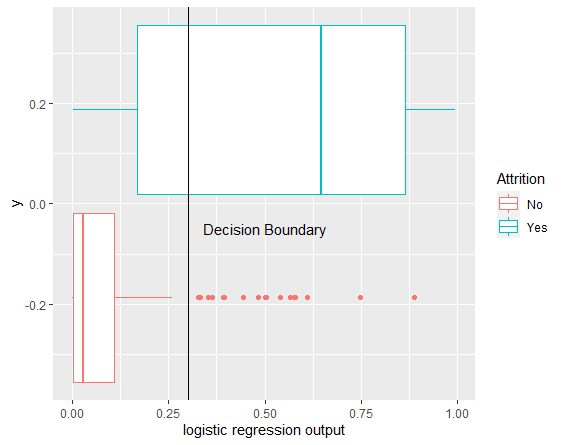 0.2
0.0
-0.2
y
Decision Boundary
0.00 0.25 0.50 0.75 1.00
logistic regression output
Attrition
No
Yes